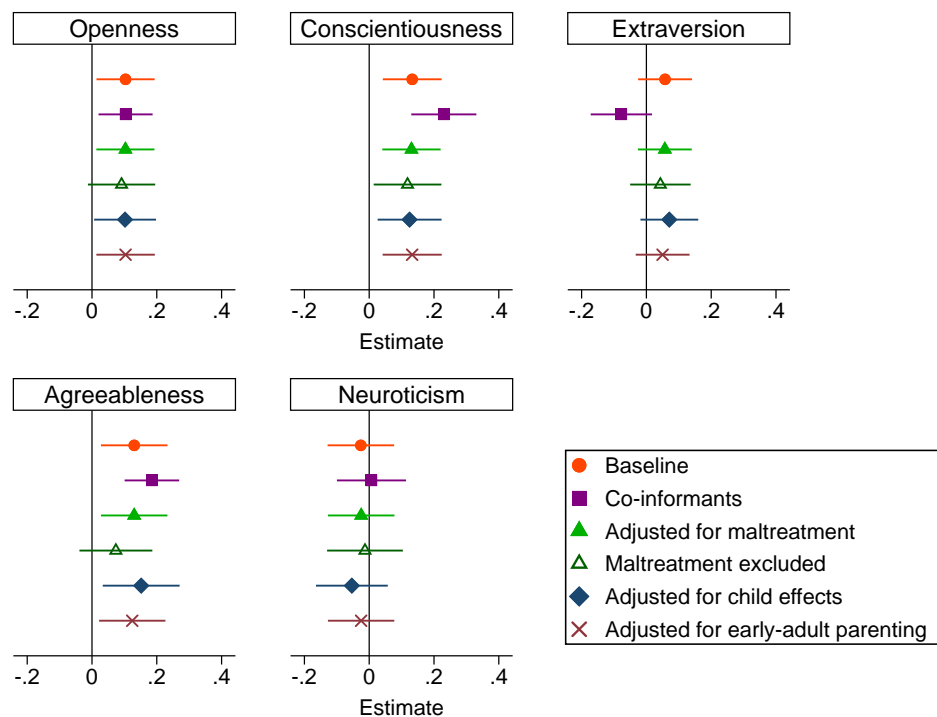 Openness
Conscientiousness
Extraversion
-.2 0 .2 .4
-.2 0 .2 .4
-.2 0 .2 .4
Estimate
Agreeableness
Neuroticism
Baseline
Co-informants
Adjusted for maltreatment
Maltreatment excluded
Adjusted for child effects
Adjusted for early-adult parenting
-.2 0 .2 .4
-.2 0 .2 .4
Estimate